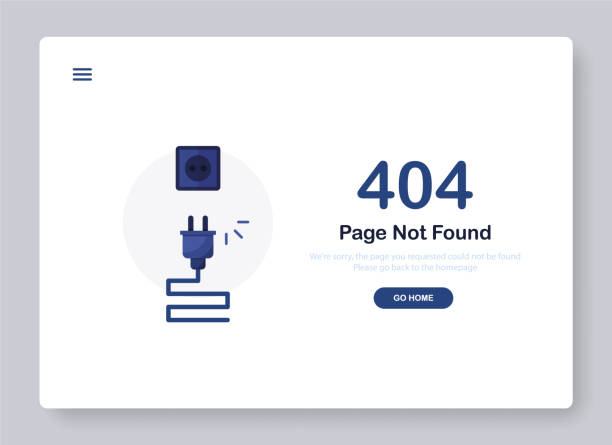 404
Page Not Found
We're sorry, the page you requested could not be found
Please go back to the homepage
GO HOME